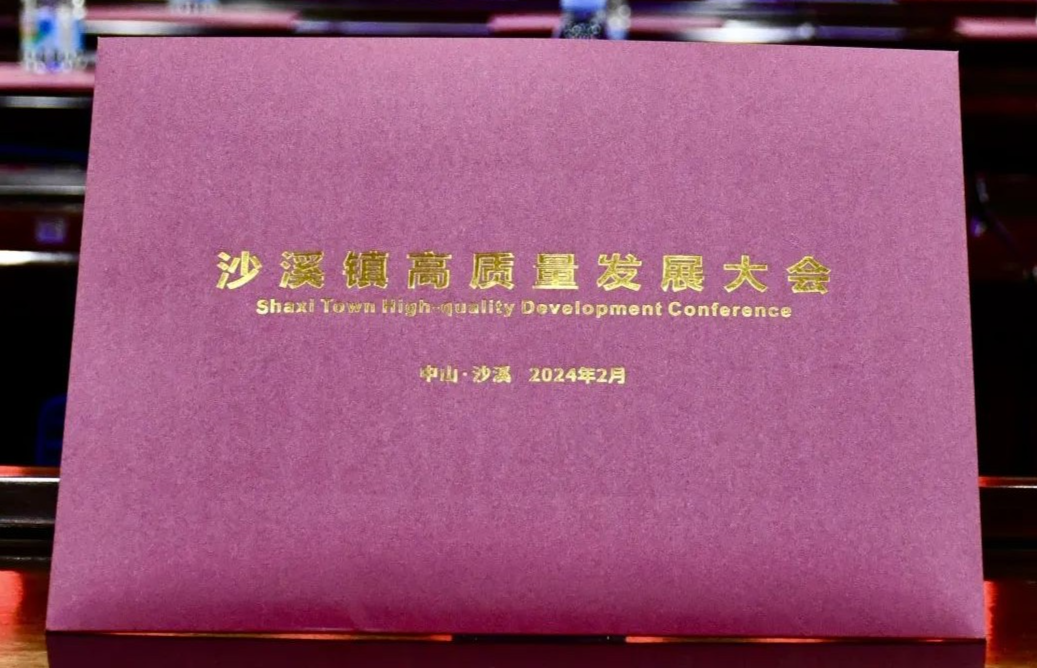 沙溪镇高质量发展大会
Shaxi Town High-quality Development Conference
中山·沙溪 2024年2月